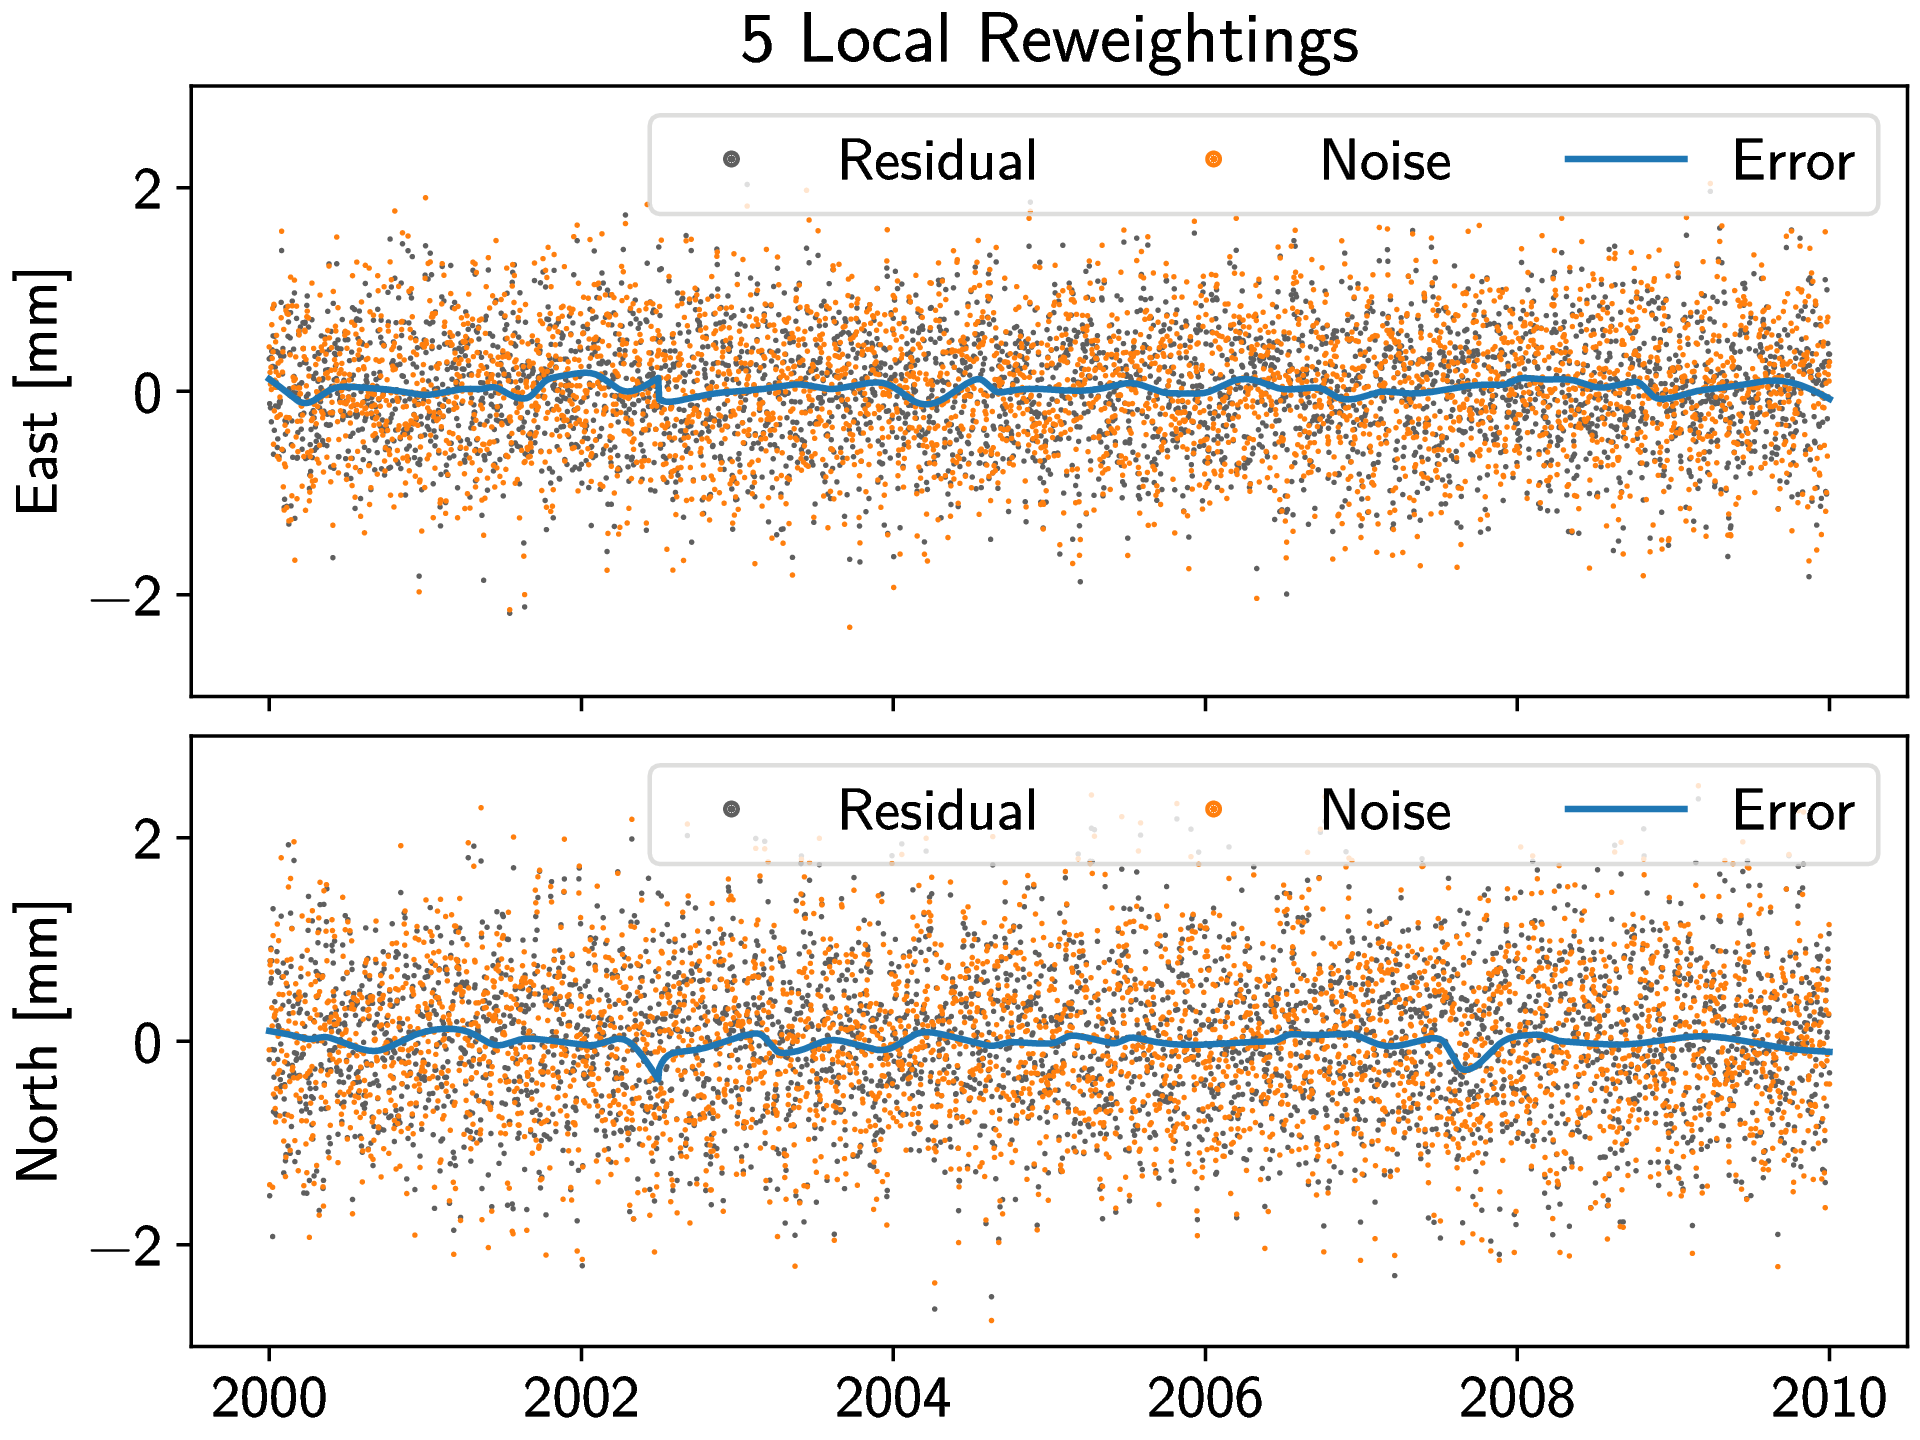 5 Local Reweightings
Residual Noise Error
2
0
−2
East [mm]
Residual Noise Error
2
0
−2
North [mm]
2000 2002 2004 2006 2008 2010